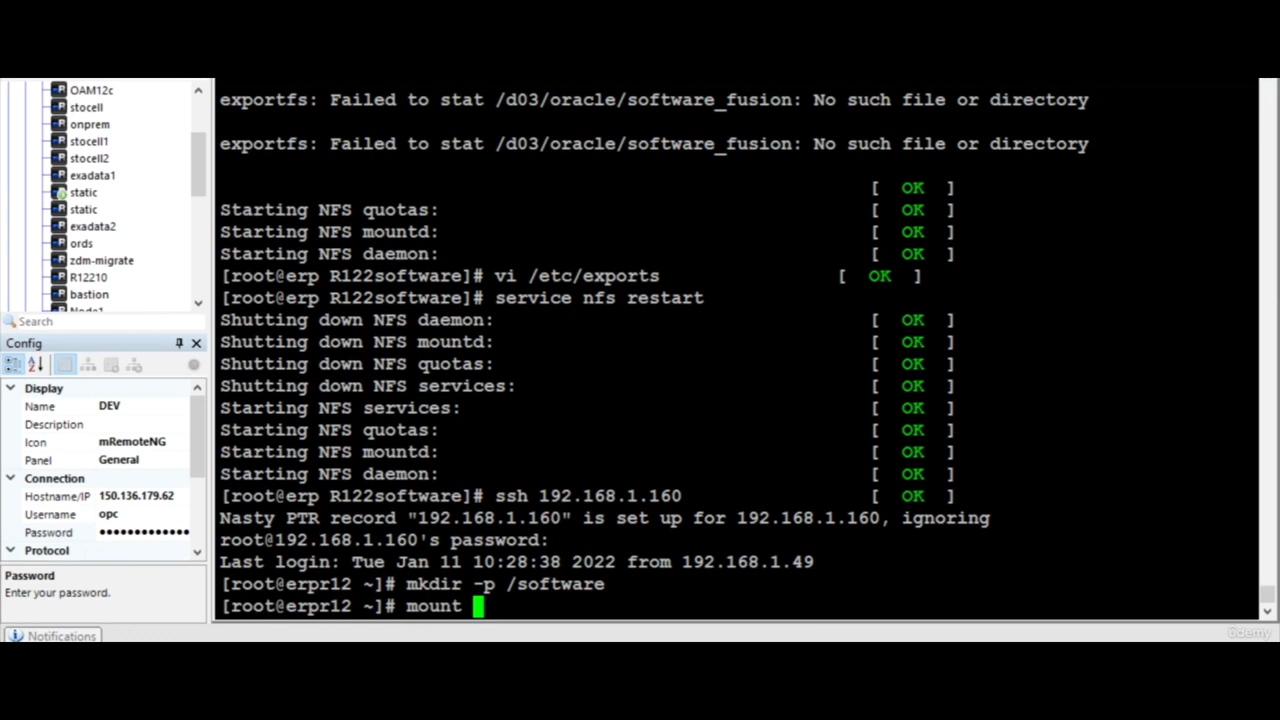 OAM12c
stocell
onprem
stocell1
stocell2
exadata1
static
static
exadata2
ords
zdm-migrate
R12210
bastion
Node1
Search
Config
Display
Name DEV
Description
Icon mRemoteNG
Panel General
Connection
Hostname/IP 150.136.179.62
Username opc
Password ••••••••••••••
Protocol
Password
Enter your password.
Notifications
exportfs: Failed to stat /d03/oracle/software_fusion: No such file or directory
exportfs: Failed to stat /d03/oracle/software_fusion: No such file or directory
[ OK ]
Starting NFS quotas: [ OK ]
Starting NFS mountd: [ OK ]
Starting NFS daemon: [ OK ]
[root@erp R122software]# vi /etc/exports [ OK ]
[root@erp R122software]# service nfs restart
Shutting down NFS daemon: [ OK ]
Shutting down NFS mountd: [ OK ]
Shutting down NFS quotas: [ OK ]
Shutting down NFS services: [ OK ]
Starting NFS services: [ OK ]
Starting NFS quotas: [ OK ]
Starting NFS mountd: [ OK ]
Starting NFS daemon: [ OK ]
[root@erp R122software]# ssh 192.168.1.160 [ OK ]
Nasty PTR record "192.168.1.160" is set up for 192.168.1.160, ignoring
root@192.168.1.160's password:
Last login: Tue Jan 11 10:28:38 2022 from 192.168.1.49
[root@erpr12 ~]# mkdir -p /software
[root@erpr12 ~]# mount
ûdemy